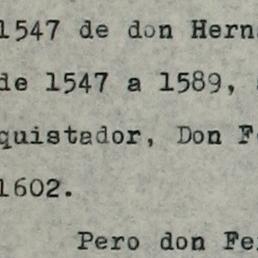 1547 de don Hern
de 1547 a 1589,
quistador, Don F
1602.
Pero don Fe